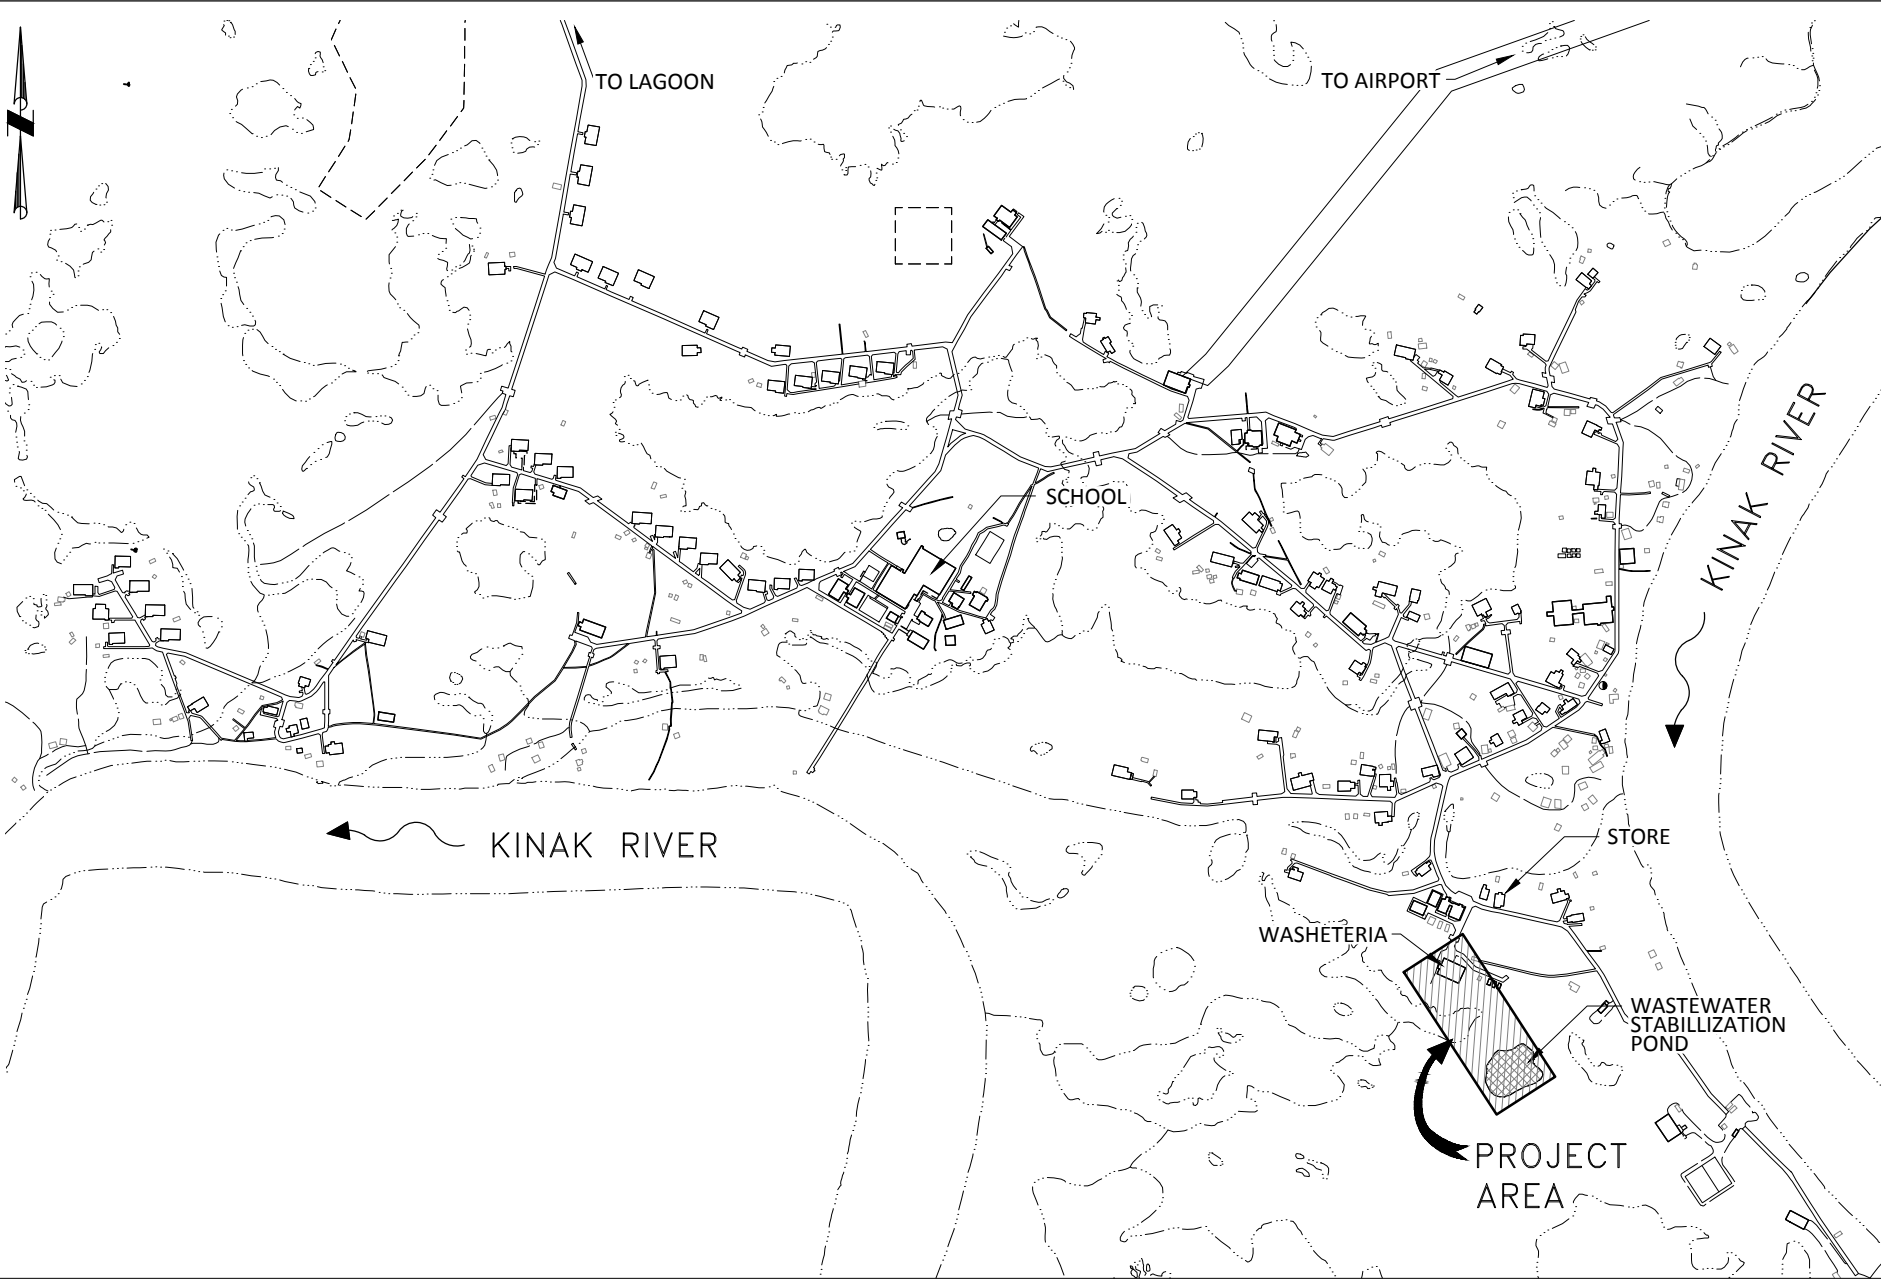 TO LAGOON
TO AIRPORT
SCHOOL
KINAK RIVER
KINAK RIVER
STORE
WASHETERIA
WASTEWATER
STABILLIZATION
POND
PROJECT
AREA